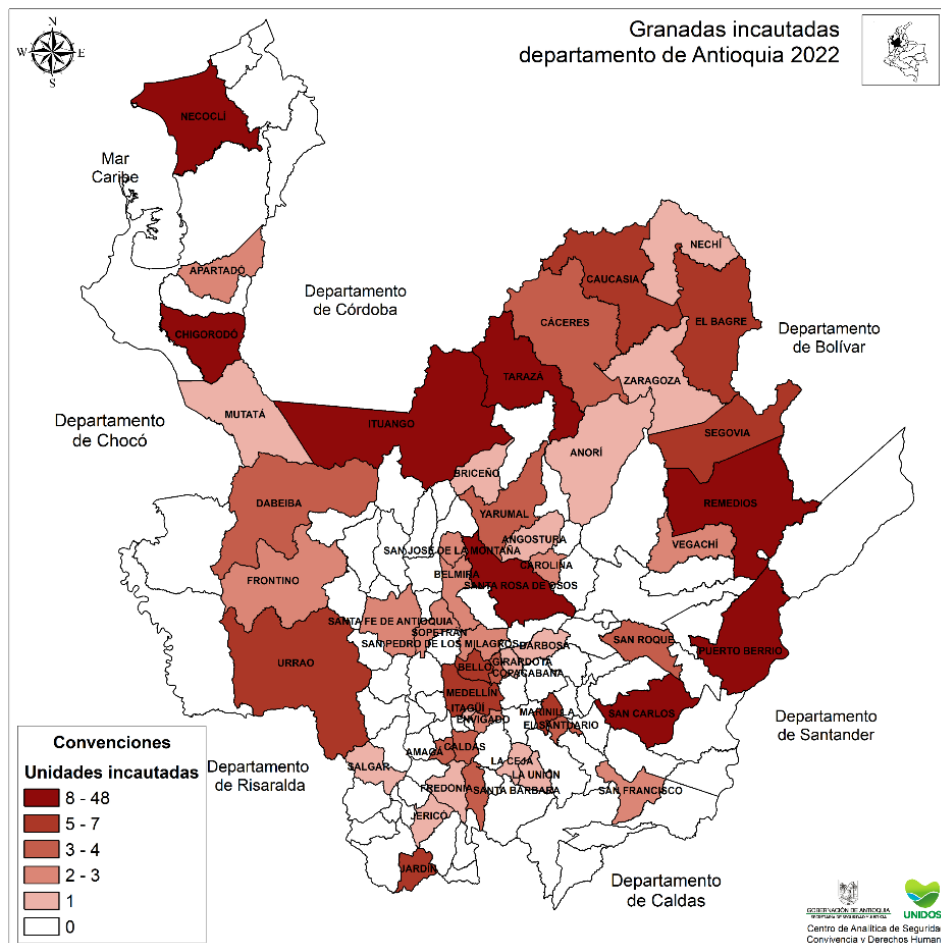 Granadas incautadas
departamento de Antioquia 2022
N
W
E
S
NECOCLÍ
Mar
Caribe
APARTADÓ
CHIGORODÓ
MUTATÁ
Departamento
de Córdoba
NECHÍ
CAUCASIA
CÁCERES
EL BAGRE
Departamento
de Bolívar
TARAZÁ
ZARAGOZA
ITUANGO
SEGOVIA
ANORÍ
Departamento
de Chocó
BRICEÑO
DABEIBA
YARUMAL
REMEDIOS
ANGOSTURA
VEGACHÍ
SAN JOSÉ DE LA MONTAÑA
CAROLINA
BELMIRA
FRONTINO
SANTA ROSA DE OSOS
SANTA FE DE ANTIOQUIA
SOPETRÁN
SAN PEDRO DE LOS MILAGROS
BARBOSA
SAN ROQUE
PUERTO BERRIO
URRAO
BELLO
GIRARDOTA
COPACABANA
MEDELLÍN
ITAGÜÍ
ENVIGADO
MARINILLA
EL SANTUARIO
SAN CARLOS
Departamento
de Santander
AMAGÁ
CALDAS
SALGAR
LA CEJA
LA UNIÓN
FREDONIA
SANTA BÁRBARA
SAN FRANCISCO
JERICÓ
JARDÍN
Departamento
de Risaralda
Departamento
de Caldas
Convenciones
Unidades incautadas
8 - 48
5 - 7
3 - 4
2 - 3
1
0
GOBERNACIÓN DE ANTIOQUIA
UNIDOS
Centro de Analítica de Segurida
Convivencia y Derechos Human